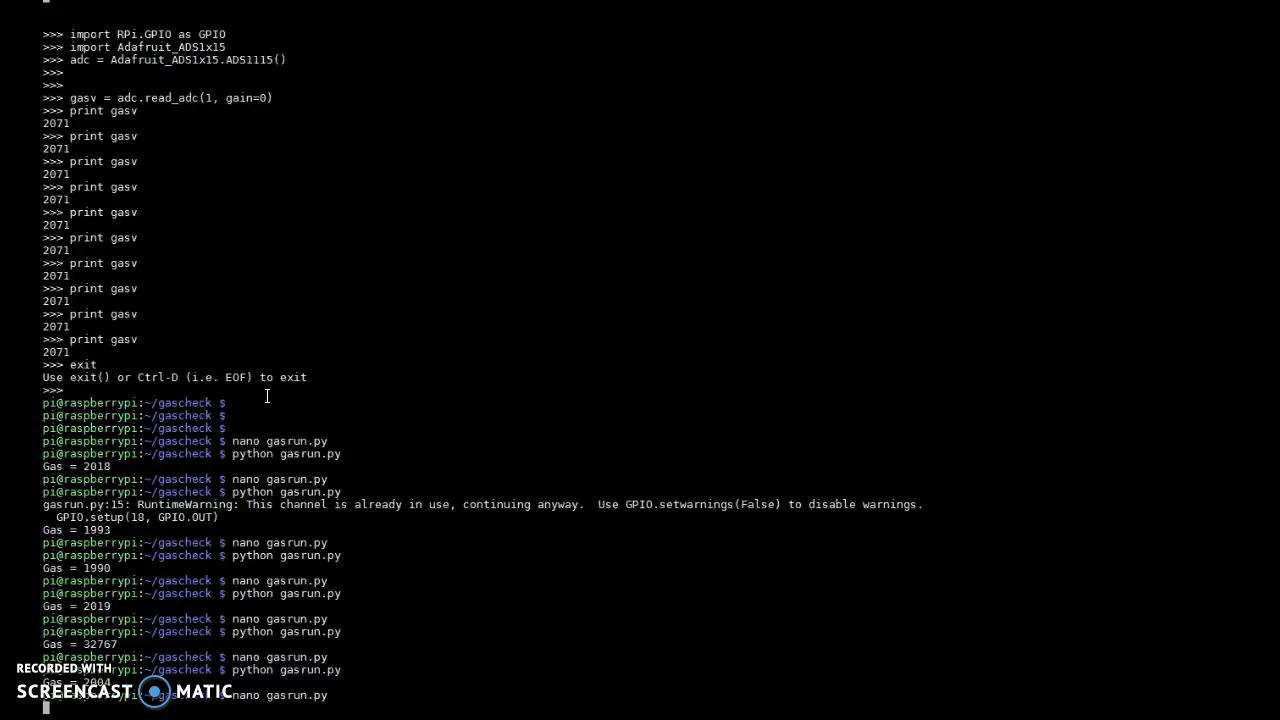 >>> import RPi.GPIO as GPIO
>>> import Adafruit_ADS1x15
>>> adc = Adafruit_ADS1x15.ADS1115()
>>>
>>>
>>> gasv = adc.read_adc(1, gain=0)
>>> print gasv
2071
>>> print gasv
2071
>>> print gasv
2071
>>> print gasv
2071
>>> print gasv
2071
>>> print gasv
2071
>>> print gasv
2071
>>> print gasv
2071
>>> print gasv
2071
>>> print gasv
2071
>>> exit
Use exit() or Ctrl-D (i.e. EOF) to exit
>>>
pi@raspberrypi:~/gascheck $
pi@raspberrypi:~/gascheck $
pi@raspberrypi:~/gascheck $
pi@raspberrypi:~/gascheck $ nano gasrun.py
pi@raspberrypi:~/gascheck $ python gasrun.py
Gas = 2018
pi@raspberrypi:~/gascheck $ nano gasrun.py
pi@raspberrypi:~/gascheck $ python gasrun.py
gasrun.py:15: RuntimeWarning: This channel is already in use, continuing anyway.  Use GPIO.setwarnings(False) to disable warnings.
  GPIO.setup(18, GPIO.OUT)
Gas = 1993
pi@raspberrypi:~/gascheck $ nano gasrun.py
pi@raspberrypi:~/gascheck $ python gasrun.py
Gas = 1990
pi@raspberrypi:~/gascheck $ nano gasrun.py
pi@raspberrypi:~/gascheck $ python gasrun.py
Gas = 2019
pi@raspberrypi:~/gascheck $ nano gasrun.py
pi@raspberrypi:~/gascheck $ python gasrun.py
Gas = 32767
pi@raspberrypi:~/gascheck $ nano gasrun.py
pi@raspberrypi:~/gascheck $ python gasrun.py
Gas = 2004
pi@raspberrypi:~/gascheck $ nano gasrun.py
RECORDED WITH
SCREENCAST MATIC